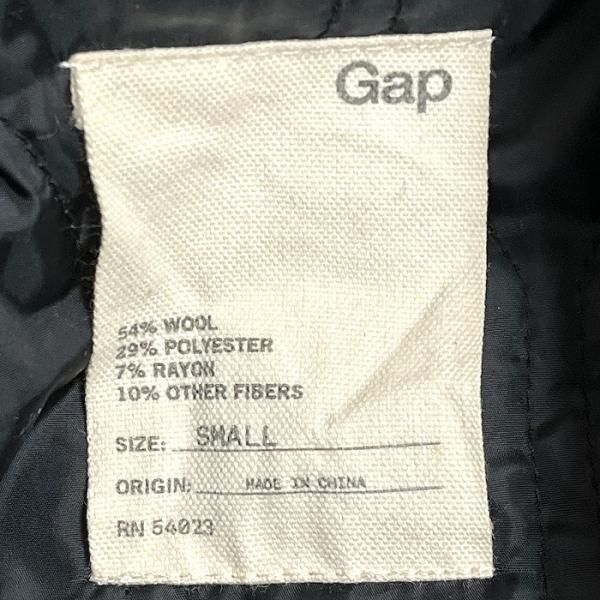 Gap
54% WOOL
29% POLYESTER
7% RAYON
10% OTHER FIBERS
SIZE: SMALL
ORIGIN: MADE IN CHINA
RN 54023